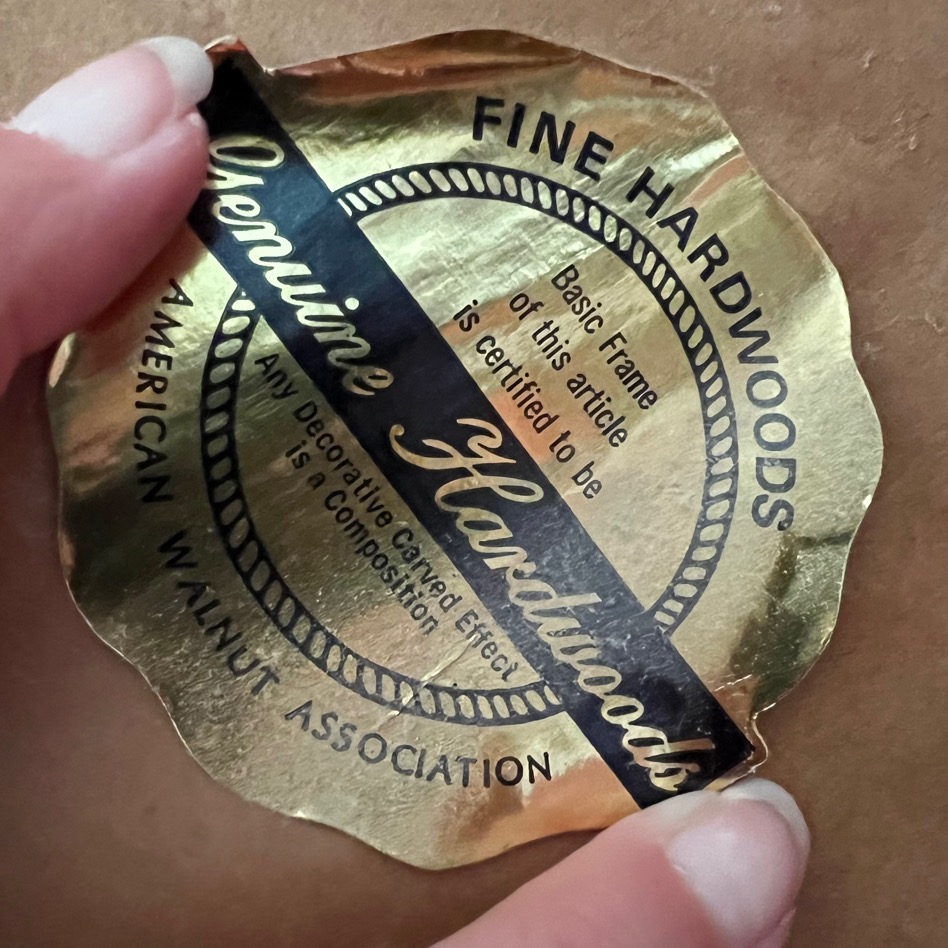 FINE HARDWOODS
Genuine Hardwoods
Basic Frame
of this article
is certified to be
Any Decorative Carved Effect
is a Composition
AMERICAN WALNUT ASSOCIATION